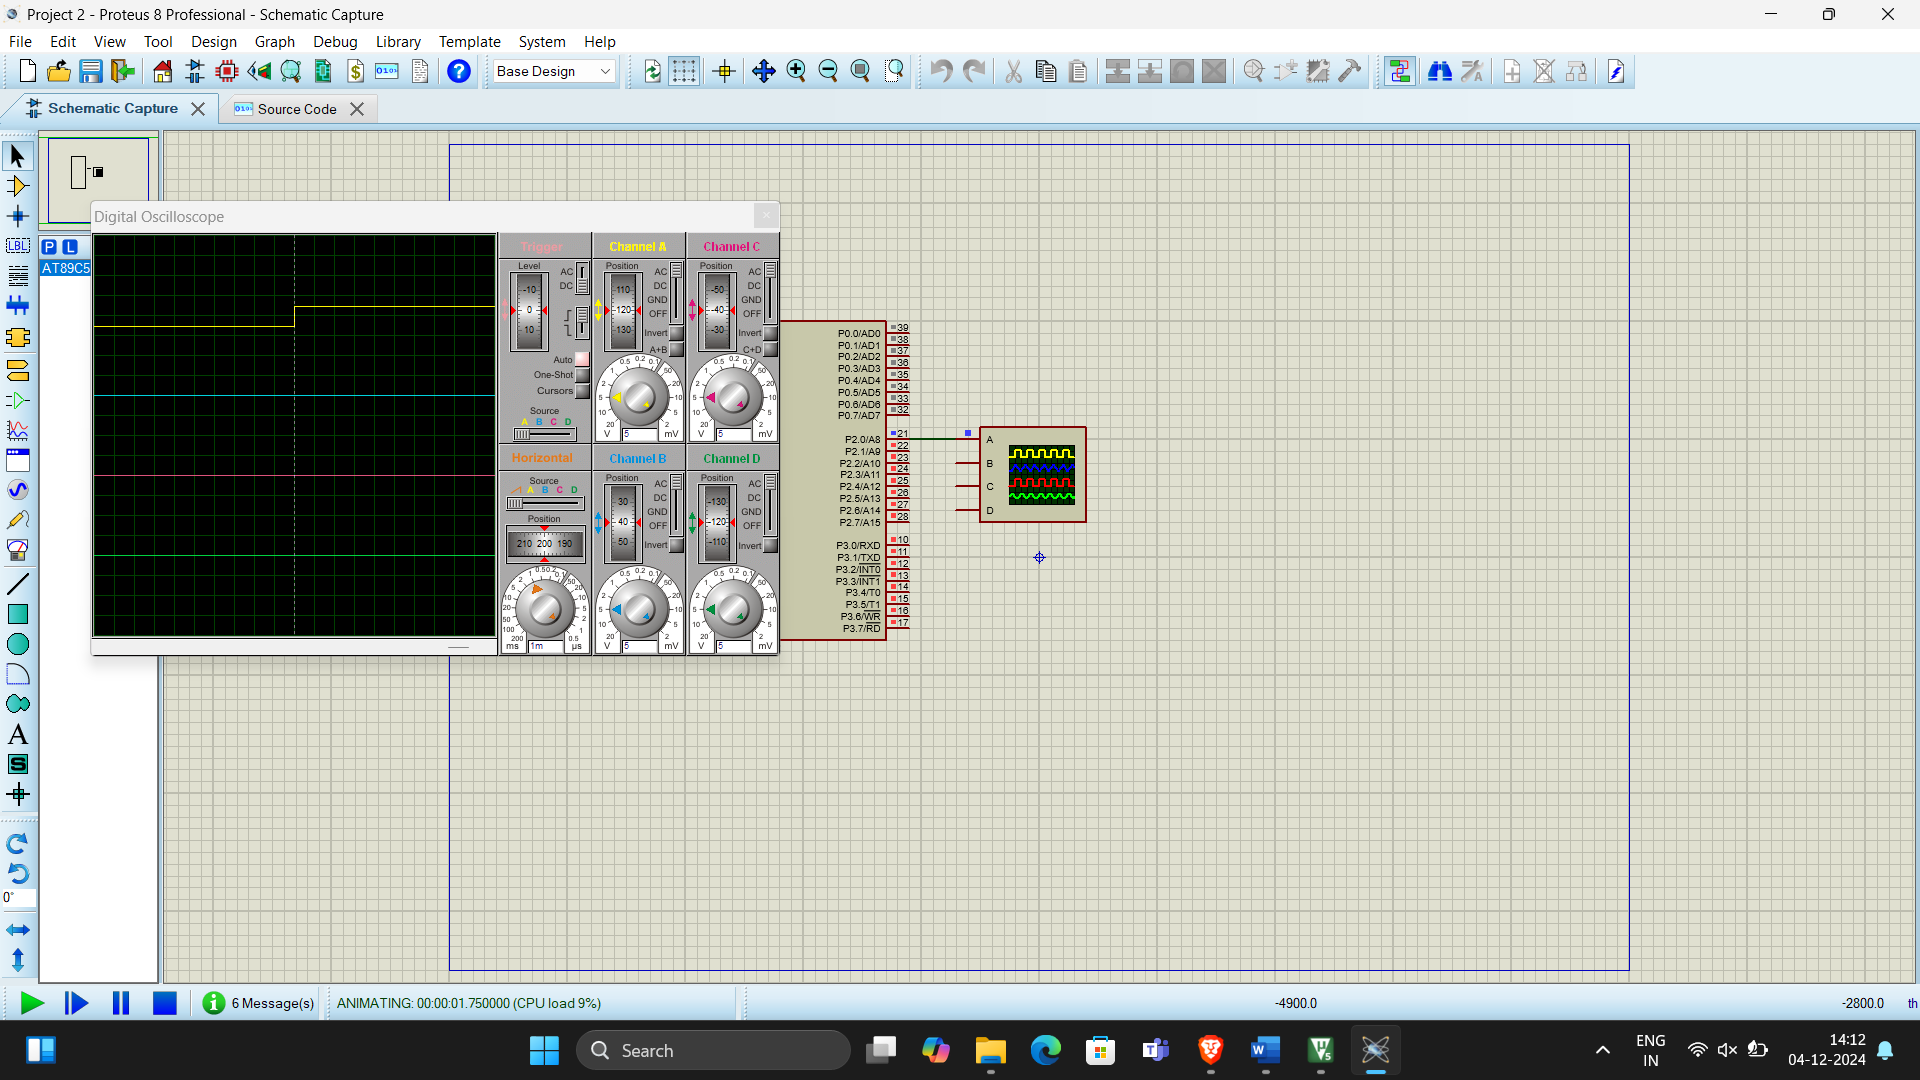 Project 2 - Proteus 8 Professional - Schematic Capture
File Edit View Tool Design Graph Debug Library Template System Help
Base Design
Schematic Capture
Source Code
LBL
P L
AT89C5
Digital Oscilloscope
Trigger
Level
AC
DC
-10
0
10
Auto
One-Shot
Cursors
Source
A B C D
Channel A
Position
AC
DC
GND
OFF
110
120
130
Invert
A+B
V 5 mV
Channel C
Position
AC
DC
GND
OFF
-50
-40
-30
Invert
C+D
V 5 mV
Horizontal
Source
A B C D
Position
210 200 190
ms 1m µs
Channel B
Position
AC
DC
GND
OFF
30
40
50
Invert
V 5 mV
Channel D
Position
AC
DC
GND
OFF
-130
-120
-110
Invert
V 5 mV
P0.0/AD0 39
P0.1/AD1 38
P0.2/AD2 37
P0.3/AD3 36
P0.4/AD4 35
P0.5/AD5 34
P0.6/AD6 33
P0.7/AD7 32
P2.0/A8 21
P2.1/A9 22
P2.2/A10 23
P2.3/A11 24
P2.4/A12 25
P2.5/A13 26
P2.6/A14 27
P2.7/A15 28
P3.0/RXD 10
P3.1/TXD 11
P3.2/INT0 12
P3.3/INT1 13
P3.4/T0 14
P3.5/T1 15
P3.6/WR 16
P3.7/RD 17
A
B
C
D
0°
6 Message(s)
ANIMATING: 00:00:01.750000 (CPU load 9%)
-4900.0
-2800.0 th
Search
ENG
IN
14:12
04-12-2024